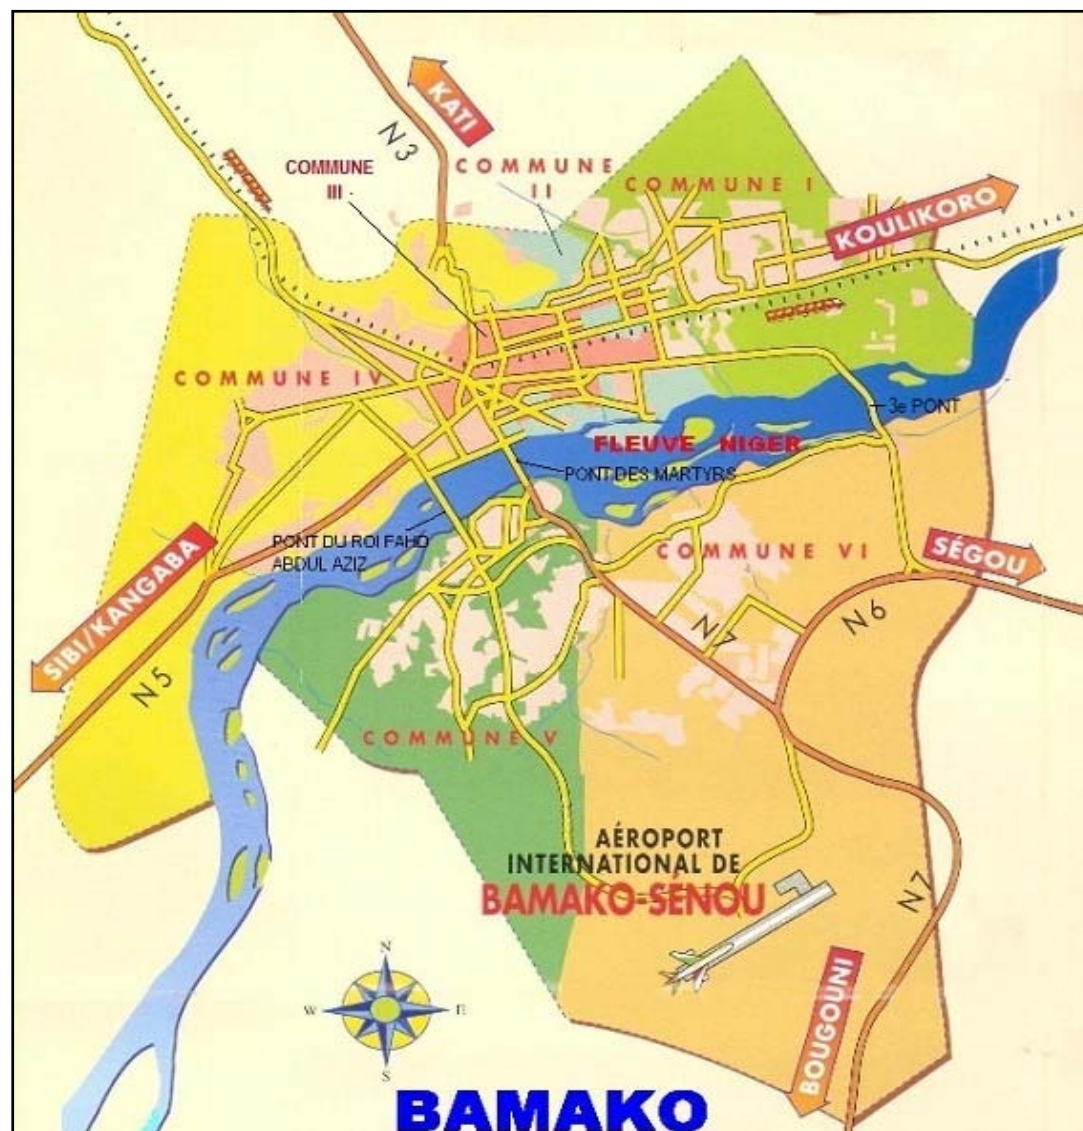 KATI
N3
COMMUNE
III
COMMUNE
II
COMMUNE I
KOULIKORO
COMMUNE IV
3e PONT
FLEUVE NIGER
PONT DES MARTYRS
PONT DU ROI FAHD
ABDUL AZIZ
COMMUNE VI
SÉGOU
SIBI/KANGABA
N5
N7
N6
COMMUNE V
AÉROPORT
INTERNATIONAL DE
BAMAKO-SÉNOU
N7
BOUGOUNI
N
W
E
S
BAMAKO